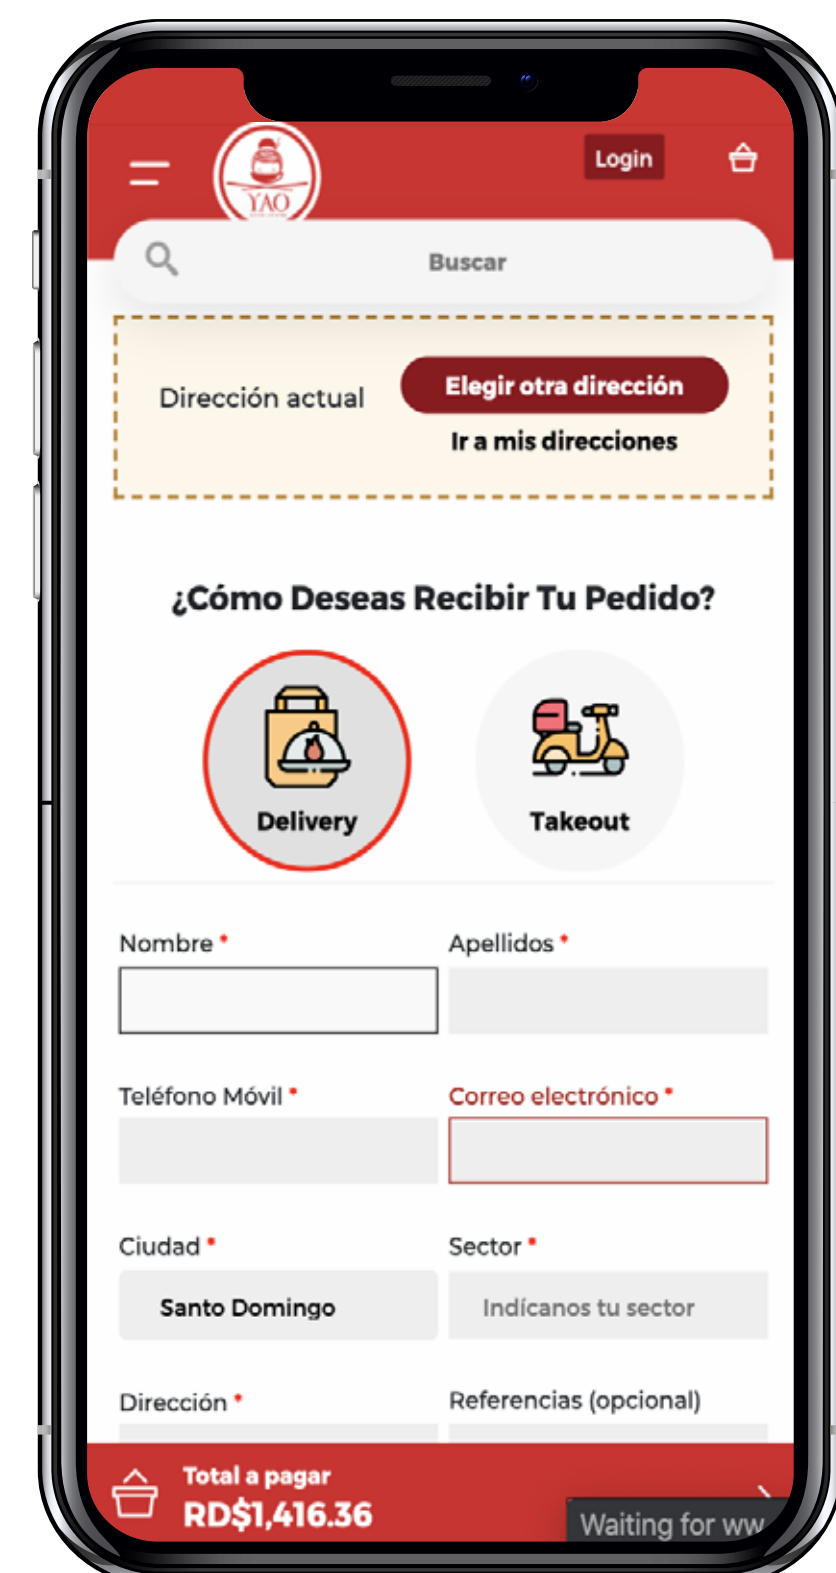 YAO
Login
Buscar
Dirección actual
Elegir otra dirección
Ir a mis direcciones
¿Cómo Deseas Recibir Tu Pedido?
Delivery
Takeout
Nombre *
Apellidos *
Teléfono Móvil *
Correo electrónico *
Ciudad *
Sector *
Santo Domingo
Indícanos tu sector
Dirección *
Referencias (opcional)
Total a pagar
RD$1,416.36
Waiting for ww